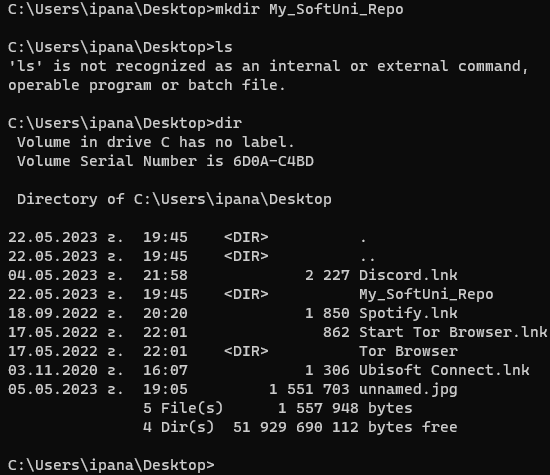 C:\Users\ipana\Desktop>mkdir My_SoftUni_Repo
C:\Users\ipana\Desktop>ls
'ls' is not recognized as an internal or external command,
operable program or batch file.
C:\Users\ipana\Desktop>dir
 Volume in drive C has no label.
 Volume Serial Number is 6D0A-C4BD
 Directory of C:\Users\ipana\Desktop
22.05.2023 г.  19:45    <DIR>          .
22.05.2023 г.  19:45    <DIR>          ..
04.05.2023 г.  21:58             2 227 Discord.lnk
22.05.2023 г.  19:45    <DIR>          My_SoftUni_Repo
18.09.2022 г.  20:20             1 850 Spotify.lnk
17.05.2022 г.  22:01               862 Start Tor Browser.lnk
17.05.2022 г.  22:01    <DIR>          Tor Browser
03.11.2020 г.  16:07             1 306 Ubisoft Connect.lnk
05.05.2023 г.  19:05         1 551 703 unnamed.jpg
               5 File(s)      1 557 948 bytes
               4 Dir(s)  51 929 690 112 bytes free
C:\Users\ipana\Desktop>